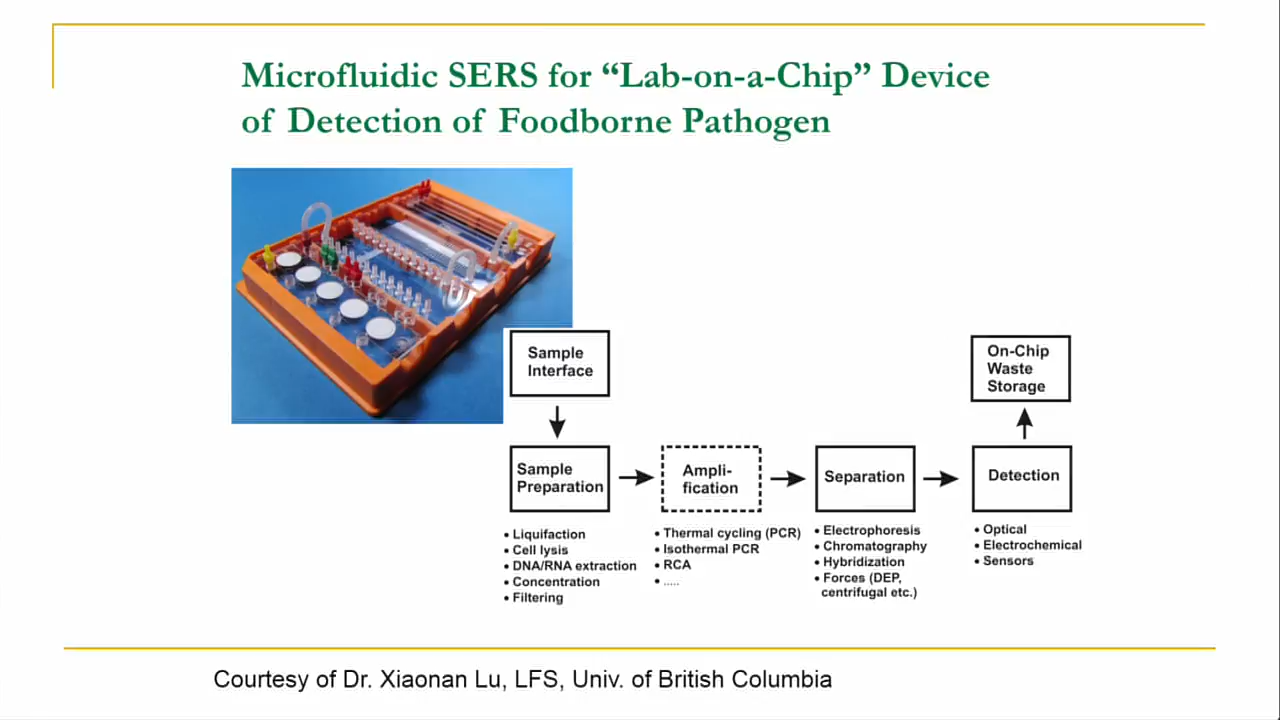 Microfluidic SERS for “Lab-on-a-Chip” Device
of Detection of Foodborne Pathogen
Sample
Interface
On-Chip
Waste
Storage
Sample
Preparation
Ampli-
fication
Separation
Detection
• Liquifaction
• Cell lysis
• DNA/RNA extraction
• Concentration
• Filtering
• Thermal cycling (PCR)
• Isothermal PCR
• RCA
• .....
• Electrophoresis
• Chromatography
• Hybridization
• Forces (DEP,
centrifugal etc.)
• Optical
• Electrochemical
• Sensors
Courtesy of Dr. Xiaonan Lu, LFS, Univ. of British Columbia